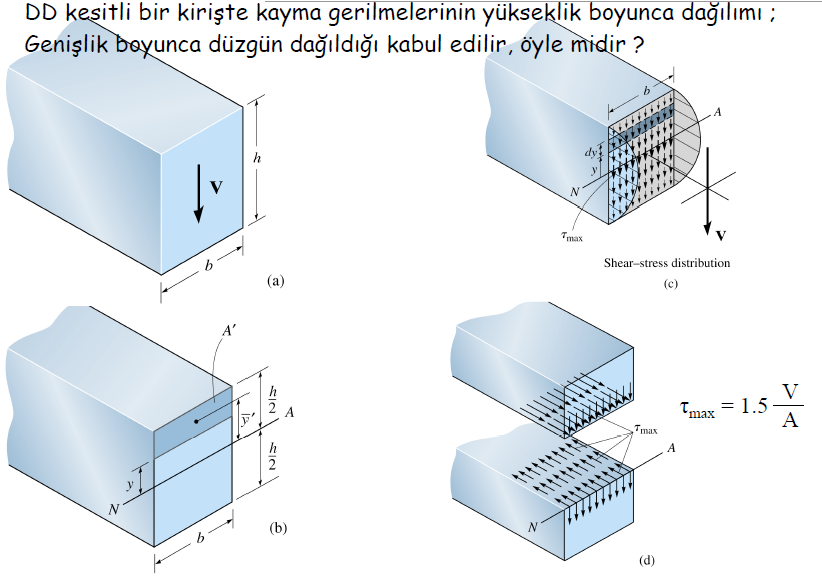 DD kesitli bir kirişte kayma gerilmelerinin yükseklik boyunca dağılımı ;
Genişlik boyunca düzgün dağıldığı kabul edilir, öyle midir ?
h
V
b
(a)
b
A
dy
y
N
τmax
V
Shear–stress distribution
(c)
A′
h/2
A
y̅′
h/2
y
N
b
(b)
τmax
A
N
(d)
τmax = 1.5 V/A